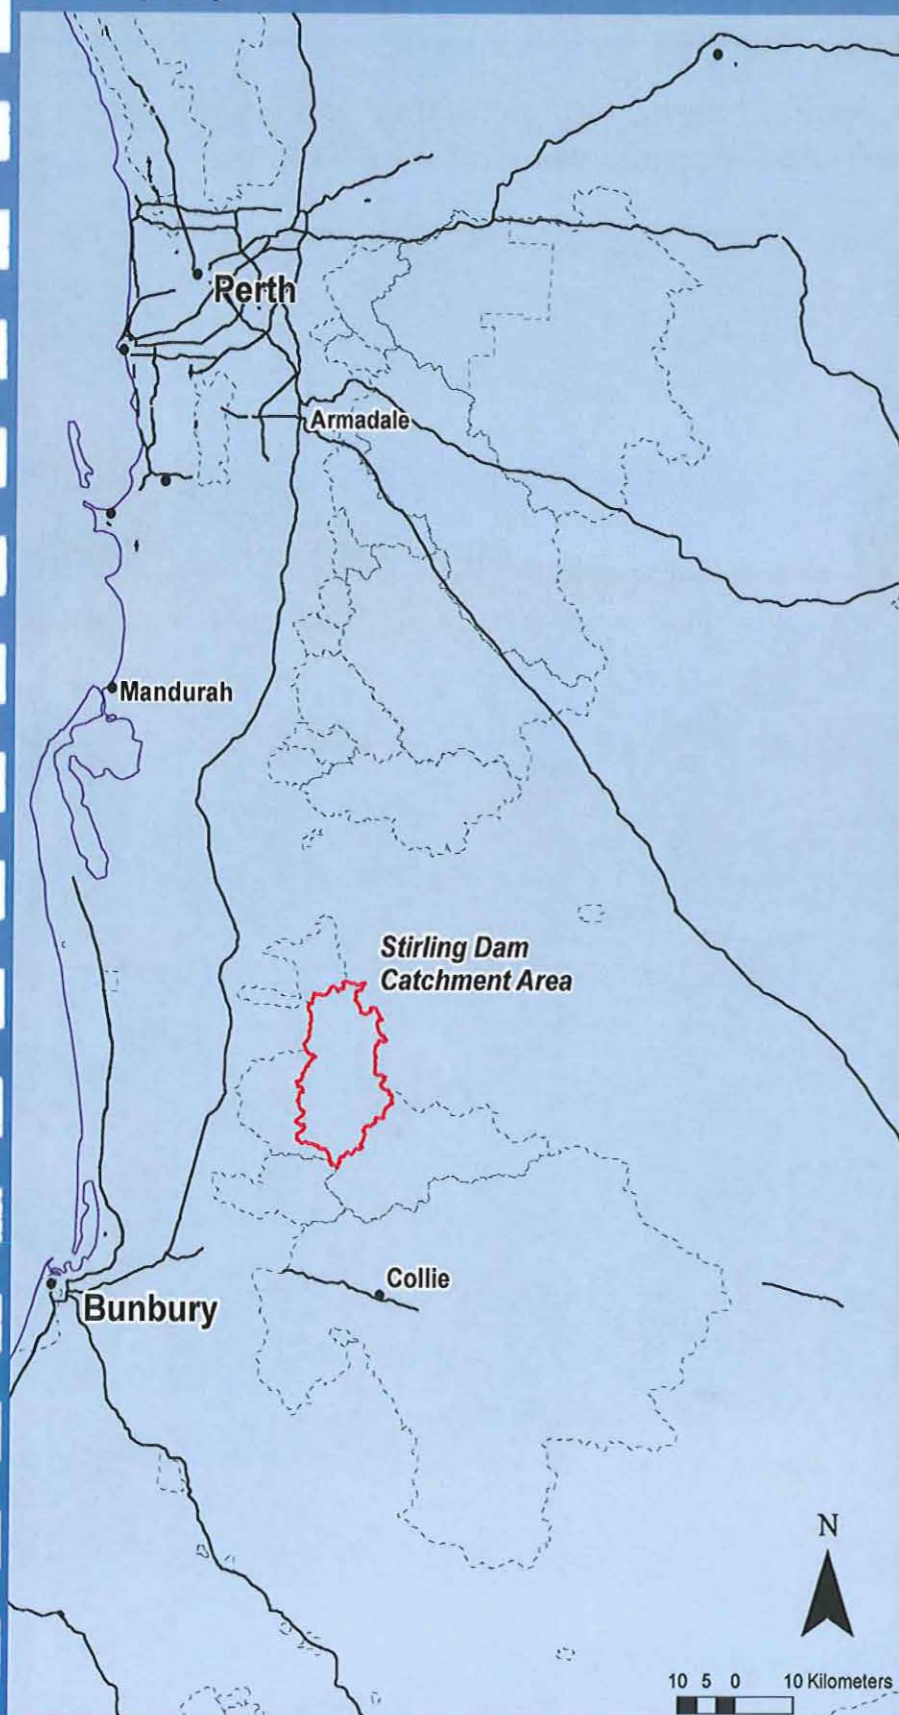 Perth
Armadale
Mandurah
Stirling Dam
Catchment Area
Collie
Bunbury
N
10 5 0 10 Kilometers